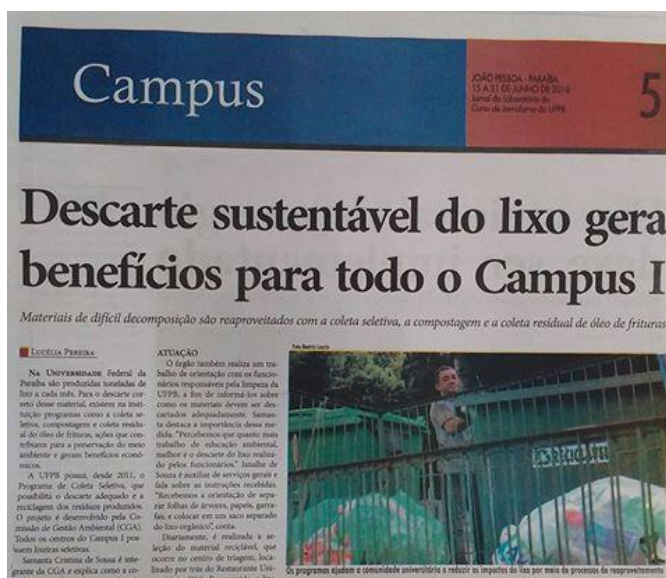 Campus
JOÃO PESSOA - PARAÍBA
15 A 21 DE JUNHO DE 2016
Jornal do Laboratório do
Curso de Jornalismo da UFPB
5
Descarte sustentável do lixo gera
benefícios para todo o Campus I
Materiais de difícil decomposição são reaproveitados com a coleta seletiva, a compostagem e a coleta residual de óleo de frituras
LUCÉLIA PEREIRA
NA UNIVERSIDADE Federal da
Paraíba são produzidas toneladas de
lixo a cada mês. Para o descarte cor-
reto desse material, existem na inst-
tuição programas como a coleta se-
letiva, compostagem e coleta residu-
al do óleo de frituras, ações que con-
tribuem para a preservação do meio
ambiente e geram benefícios econô-
micos.
A UFPB possui, desde 2011, o
Programa de Coleta Seletiva, que
possibilita o descarte adequado e a
reciclagem dos resíduos produzidos.
O projeto é desenvolvido pela Co-
missão de Gestão Ambiental (CGA).
Todos os centros do Campus I pos-
suem lixeiras seletivas.
Samanta Cristina de Sousa é inte-
grante da CGA e explica como a co-
ATUAÇÃO
O órgão também realiza um tra-
balho de orientação com os funcio-
nários responsáveis pela limpeza da
UFPB, a fim de informá-los sobre
como os materiais devem ser des-
cartados adequadamente. Saman-
ta destaca a importância dessa me-
dida. "Percebemos que quanto mais
trabalho de educação ambiental,
melhor e o descarte do lixo realiza-
do pelos funcionários." Janailso de
Souza é auxiliar de serviços gerais e
fala sobre as instruções recebidas.
"Recebemos a orientação de sepa-
rar folhas de árvores, papeis, garra-
fas, e colocar em um saco separado
do lixo orgânico", conta.
Diariamente, é realizada a se-
leção do material reciclável, que
ocorre no centro de triagem, loca-
lizado por trás do Restaurante Uni-
RECICLÁVEL
Os programas ajudam a comunidade universitária a reduzir os impactos do lixo por meio de processos de reaproveitamento